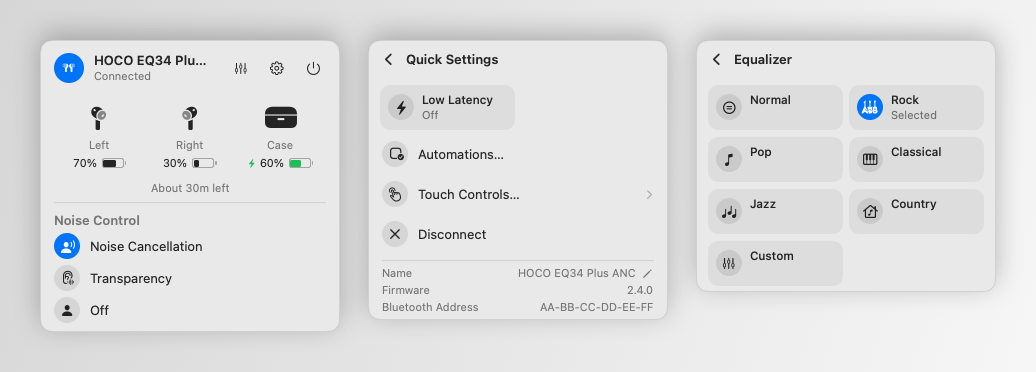 HOCO EQ34 Plu...
Connected
Left
Right
Case
70%
30%
60%
About 30m left
Noise Control
Noise Cancellation
Transparency
Off
Quick Settings
Low Latency
Off
Automations...
Touch Controls...
Disconnect
Name HOCO EQ34 Plus ANC
Firmware 2.4.0
Bluetooth Address AA-BB-CC-DD-EE-FF
Equalizer
Normal
Rock
Selected
Pop
Classical
Jazz
Country
Custom